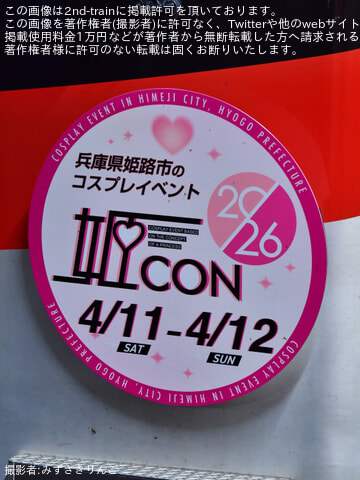 この画像は2nd-trainに掲載許可を頂いております。
この画像を著作権者(撮影者)に許可なく、Twitterや他のwebサイト
掲載使用料金1万円などが著作者から無断転載した方へ請求される
著作権者様に許可のない転載は固くお断りいたします。
COSPLAY EVENT IN HIMEJI CITY, HYOGO PREFECTURE
兵庫県姫路市の
コスプレイベント
20/26
姫CON
COSPLAY EVENT BASED
ON THE CONCEPT
OF A PRINCESS
4/11-4/12
SAT SUN
COSPLAY EVENT IN HIMEJI CITY, HYOGO PREFECTURE
撮影者:みずさきりんご